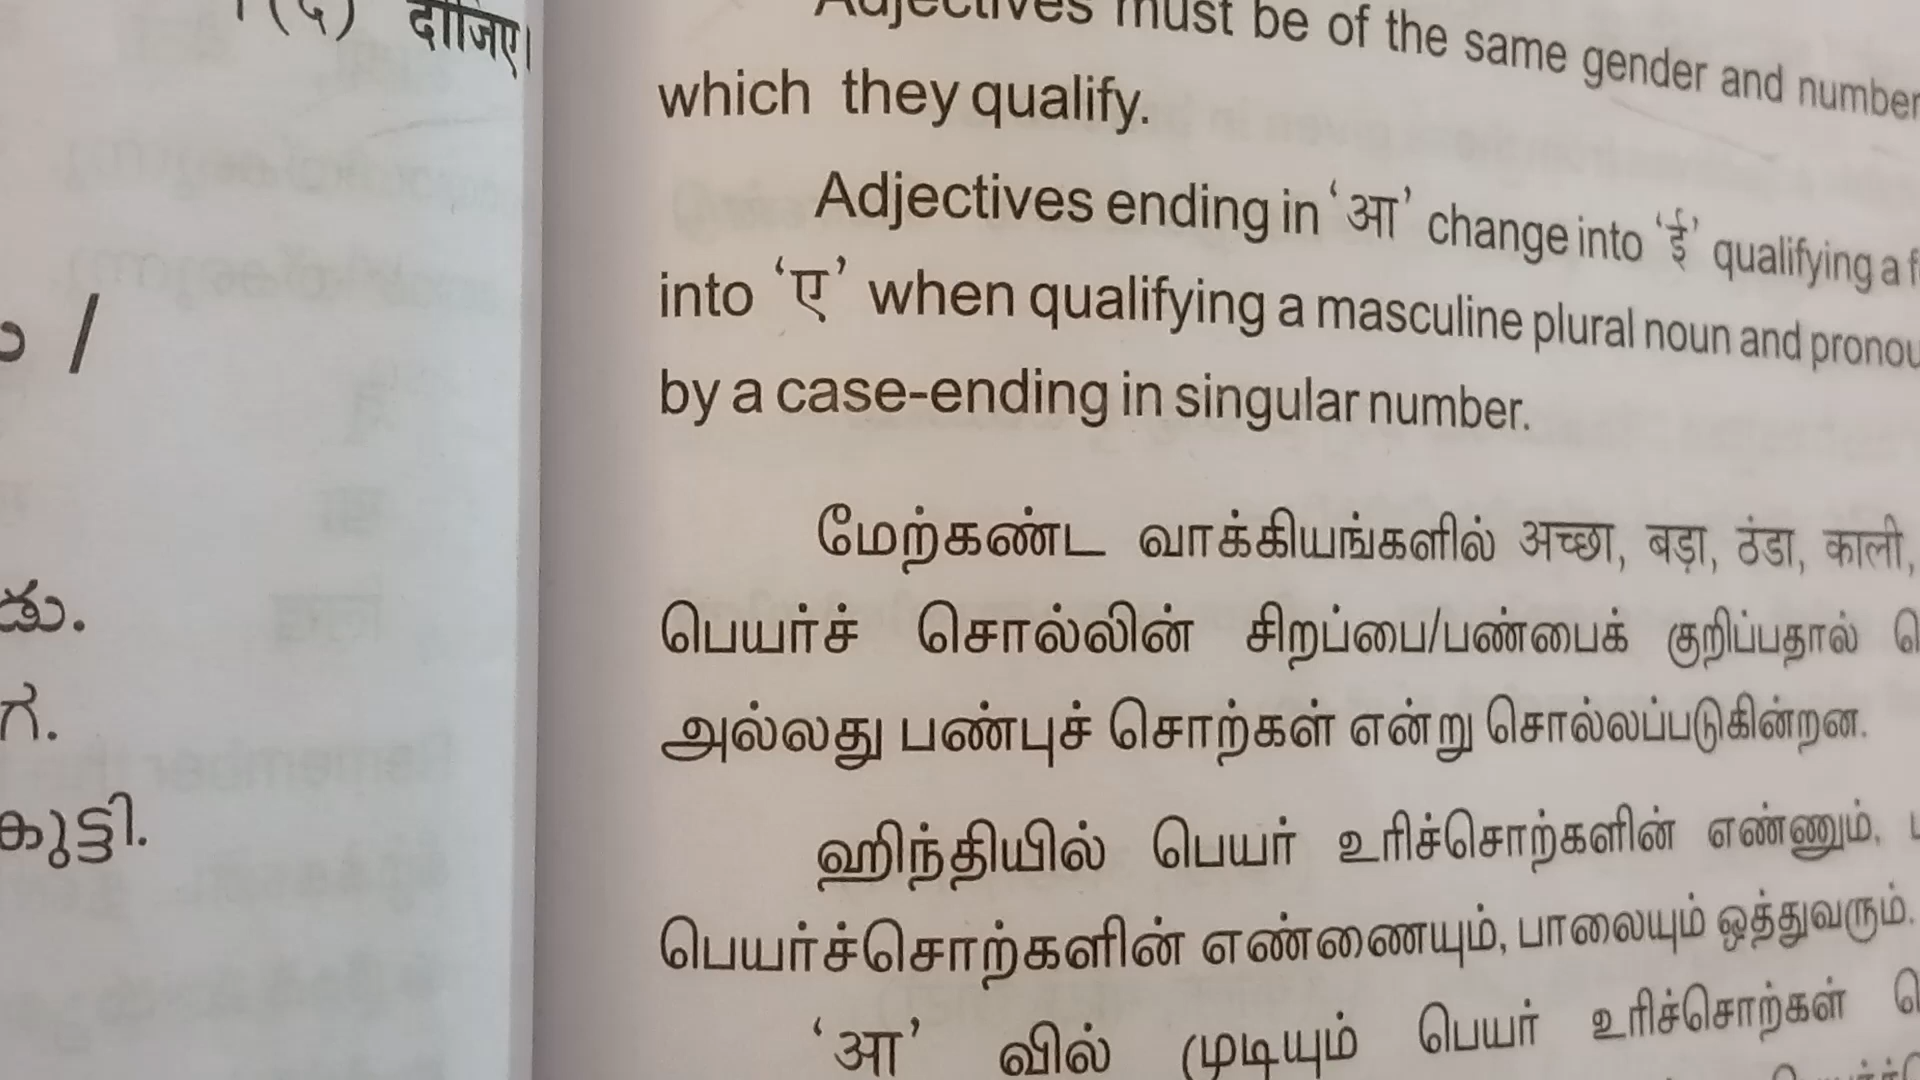 (५) दीजिए।
/
ഗ.
കുട്ടി.
Adjectives must be of the same gender and number
which they qualify.
Adjectives ending in ‘आ’ change into ‘ई’ qualifying a
into ‘ए’ when qualifying a masculine plural noun and
by a case-ending in singular number.
மேற்கண்ட வாக்கியங்களில் अच्छा, बड़ा, ठंडा, काली,
பெயர்ச் சொல்லின் சிறப்பை/பண்பைக் குறிப்பதால்
அல்லது பண்புச் சொற்கள் என்று சொல்லப்படுகின்றன.
ஹிந்தியில் பெயர் உரிச்சொற்களின் எண்ணும்,
பெயர்ச்சொற்களின் எண்ணையும், பாலையும் ஒத்துவரும்.
‘आ’ வில் முடியும் பெயர் உரிச்சொற்கள்